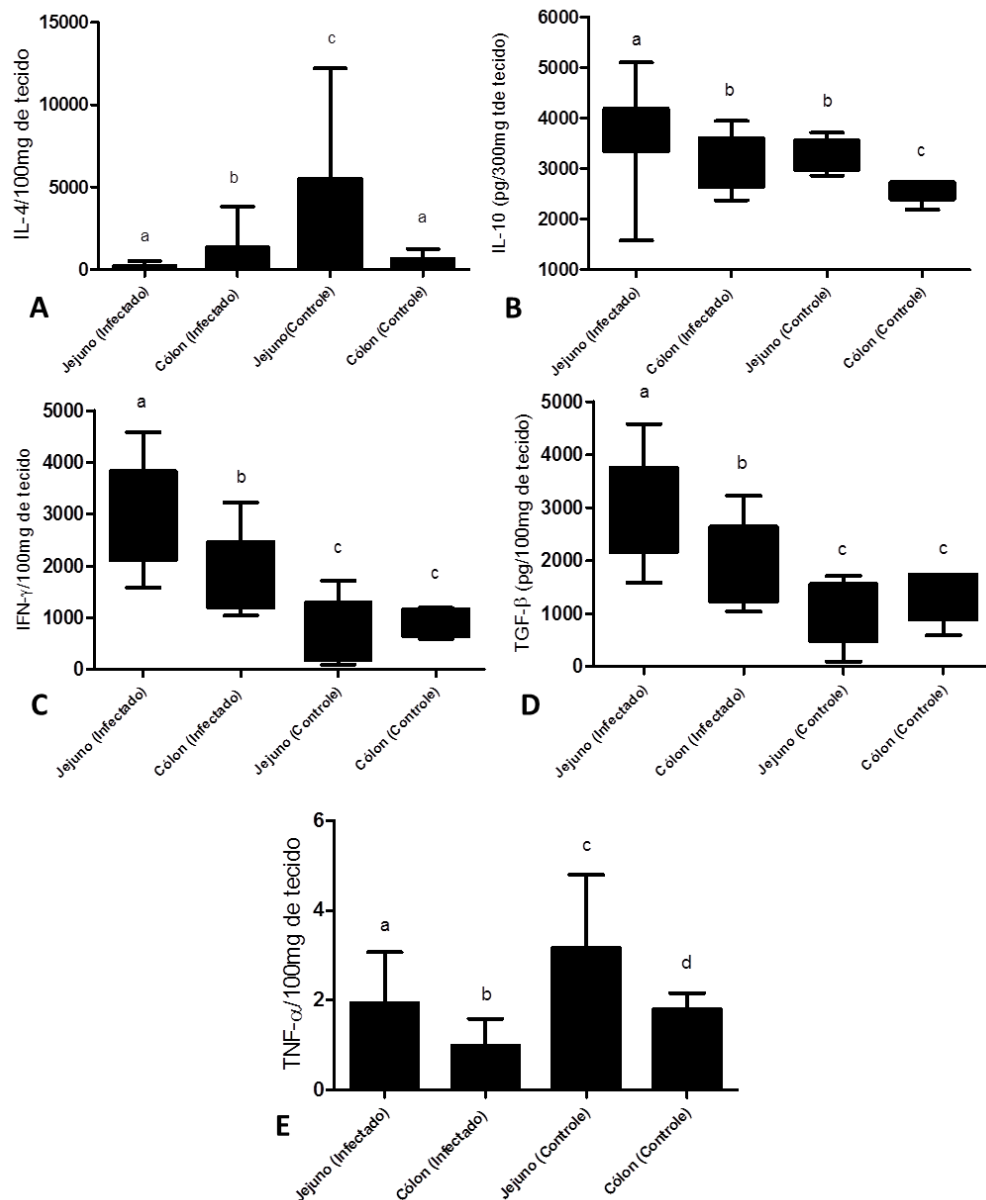 15000
10000
5000
0
IL-4/100mg de tecido
a
b
c
a
Jejuno (Infectado)
Cólon (Infectado)
Jejuno(Controle)
Cólon (Controle)
A
6000
5000
4000
3000
2000
1000
IL-10 (pg/300mg tde tecido)
a
b
b
c
Jejuno (Infectado)
Cólon (Infectado)
Jejuno (Controle)
Cólon (Controle)
B
5000
4000
3000
2000
1000
0
IFN-γ/100mg de tecido
a
b
c
c
Jejuno (Infectado)
Cólon (Infectado)
Jejuno (Controle)
Cólon (Controle)
C
5000
4000
3000
2000
1000
0
TGF-β (pg/100mg de tecido)
a
b
c
c
Jejuno (Infectado)
Cólon (Infectado)
Jejuno (Controle)
Cólon (Controle)
D
6
4
2
0
TNF-α/100mg de tecido
a
b
c
d
Jejuno (Infectado)
Cólon (Infectado)
Jejuno (Controle)
Cólon (Controle)
E